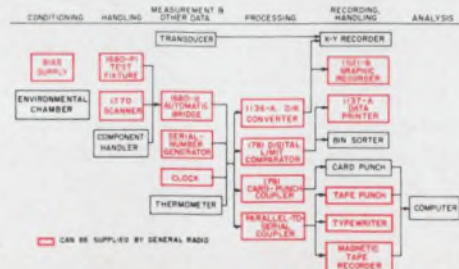 CONDITIONING
HANDLING
MEASUREMENT &
OTHER DATA
PROCESSING
RECORDING,
HANDLING
ANALYSIS
TRANSDUCER
X-Y RECORDER
BIAS
SUPPLY
1680-P1
TEST
FIXTURE
1521-B
GRAPHIC
RECORDER
ENVIRONMENTAL
CHAMBER
1770
SCANNER
1680-A
AUTOMATIC
BRIDGE
1136-A D/A
CONVERTER
1137-A
DATA
PRINTER
COMPONENT
HANDLER
SERIAL-
NUMBER
GENERATOR
1781 DIGITAL
LIMIT
COMPARATOR
BIN SORTER
CLOCK
1791
CARD-PUNCH
COUPLER
CARD PUNCH
TAPE PUNCH
THERMOMETER
PARALLEL-TO-
SERIAL
COUPLER
TYPEWRITER
COMPUTER
MAGNETIC
TAPE
RECORDER
CAN BE SUPPLIED BY GENERAL RADIO